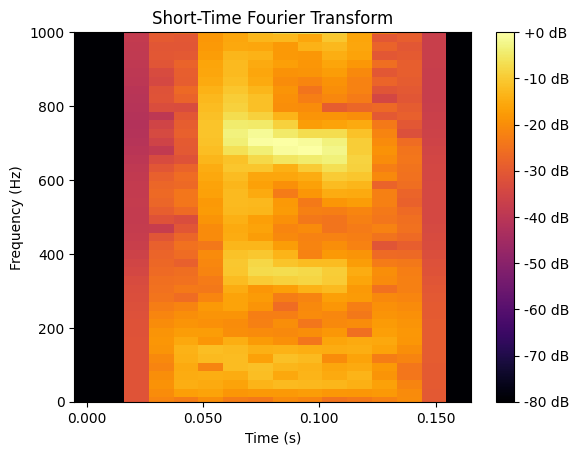 Short-Time Fourier Transform
1000
800
600
400
200
0
Frequency (Hz)
0.000
0.050
0.100
0.150
Time (s)
+0 dB
-10 dB
-20 dB
-30 dB
-40 dB
-50 dB
-60 dB
-70 dB
-80 dB